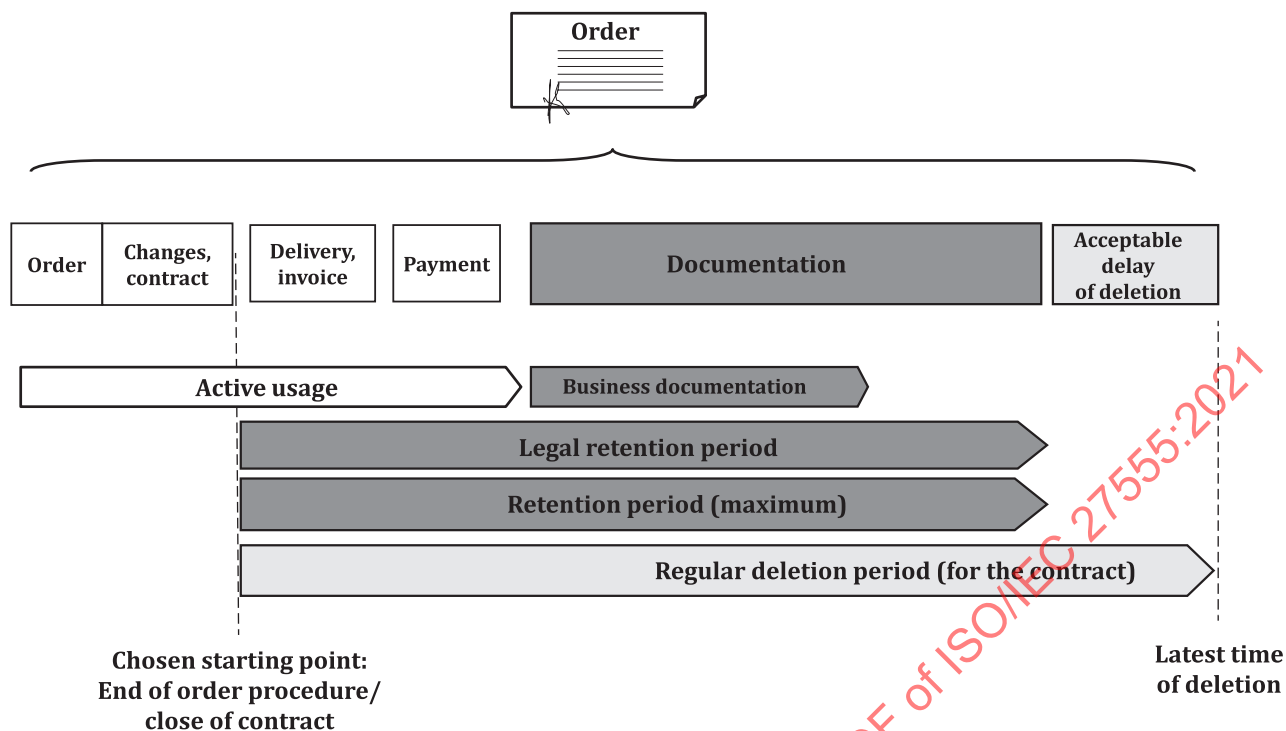 Order
Order
Changes,
contract
Delivery,
invoice
Payment
Documentation
Acceptable
delay
of deletion
Active usage
Business documentation
Legal retention period
Retention period (maximum)
Regular deletion period (for the contract)
Chosen starting point:
End of order procedure/
close of contract
Latest time
of deletion
of ISO/IEC 27555:2021